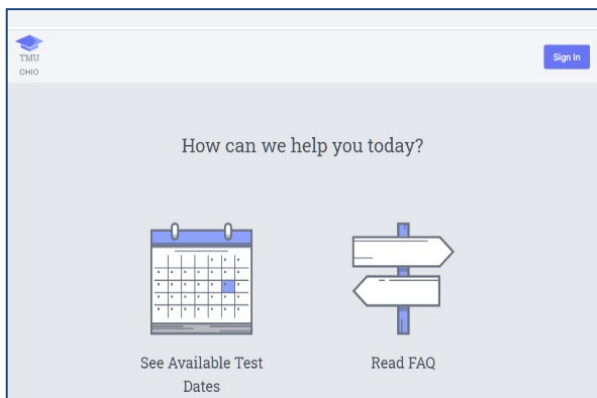 TMU
OHIO
Sign In
How can we help you today?
See Available Test
Dates
Read FAQ